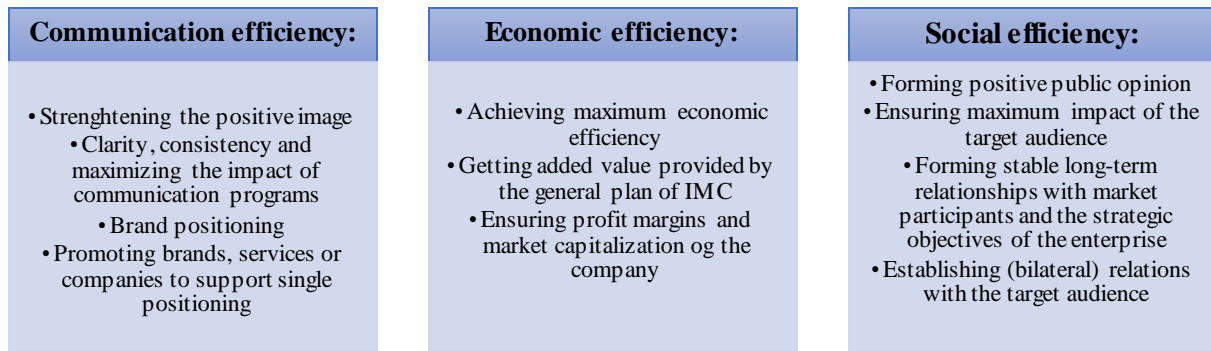 Communication efficiency:
• Strenghtening the positive image
• Clarity, consistency and
maximizing the impact of
communication programs
• Brand positioning
• Promoting brands, services or
companies to support single
positioning
Economic efficiency:
• Achieving maximum economic
efficiency
• Getting added value provided by
the general plan of IMC
• Ensuring profit margins and
market capitalization og the
company
Social efficiency:
• Forming positive public opinion
• Ensuring maximum impact of the
target audience
• Forming stable long-term
relationships with market
participants and the strategic
objectives of the enterprise
• Establishing (bilateral) relations
with the target audience